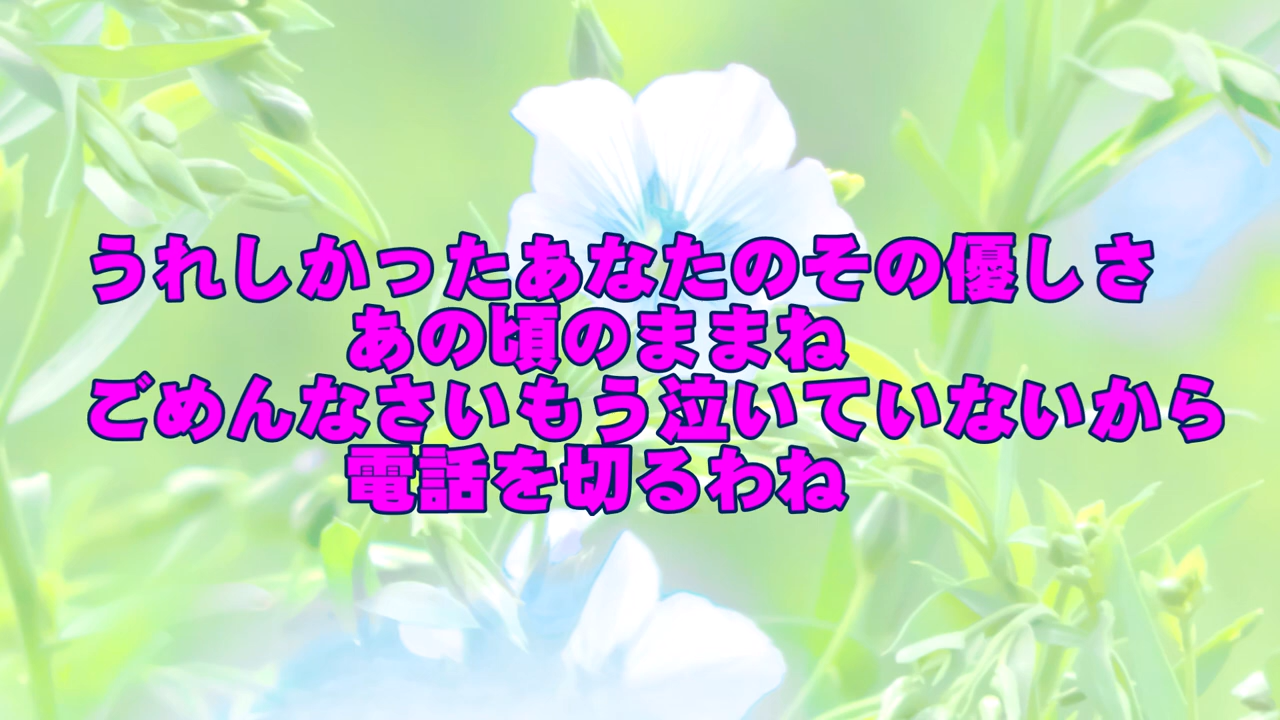 うれしかったあなたのその優しさ
あの頃のままね
ごめんなさいもう泣いていないから
電話を切るわね